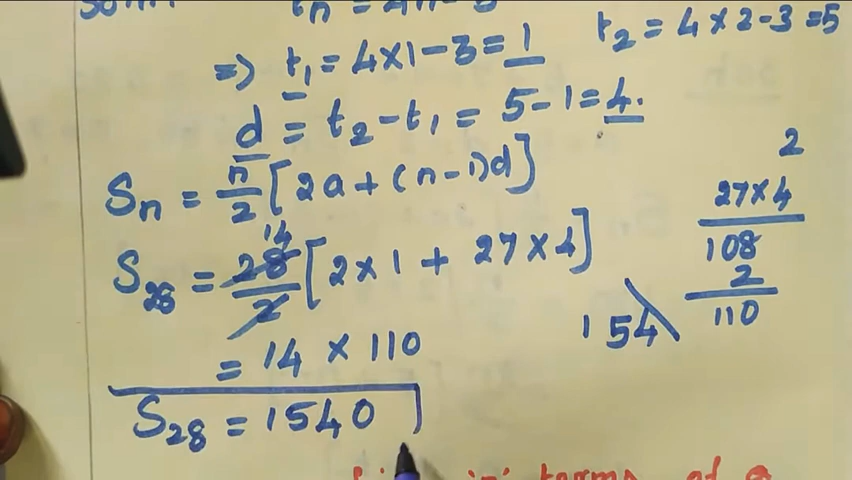 tn = 4n - 3
t2 = 4 × 2 - 3 = 5
=> t1 = 4×1 - 3 = 1
d = t2 - t1 = 5 - 1 = 4.
Sn = n/2 [2a + (n-1)d]
S28 = 28/2 [2×1 + 27×4]
14
= 14 × 110
S28 = 1540
2
27×4
108
2
110
154
terms of a